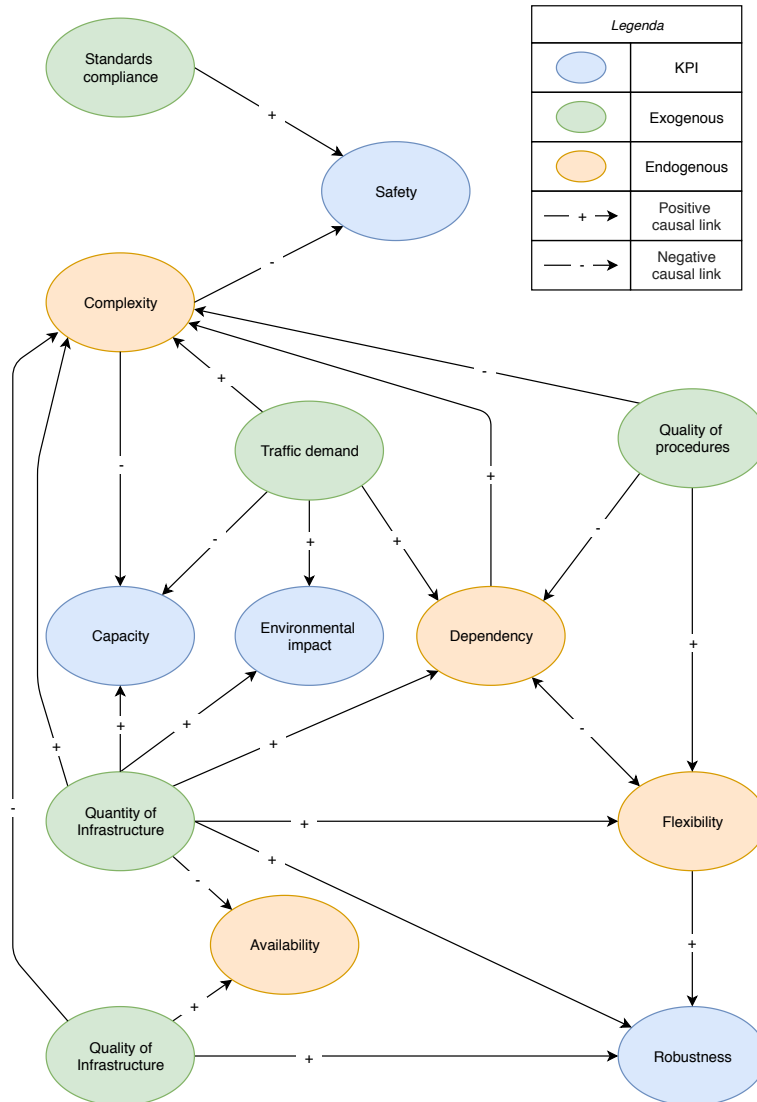 Legenda
KPI
Exogenous
Endogenous
+
Positive
causal link
-
Negative
causal link
Standards
compliance
+
Safety
-
Complexity
-
+
Traffic demand
Quality of
procedures
-
+
-
+
+
-
+
Capacity
Environmental
impact
Dependency
+
+
+
+
+
-
-
Quantity of
Infrastructure
+
Flexibility
+
-
Availability
+
+
Quality of
Infrastructure
+
Robustness